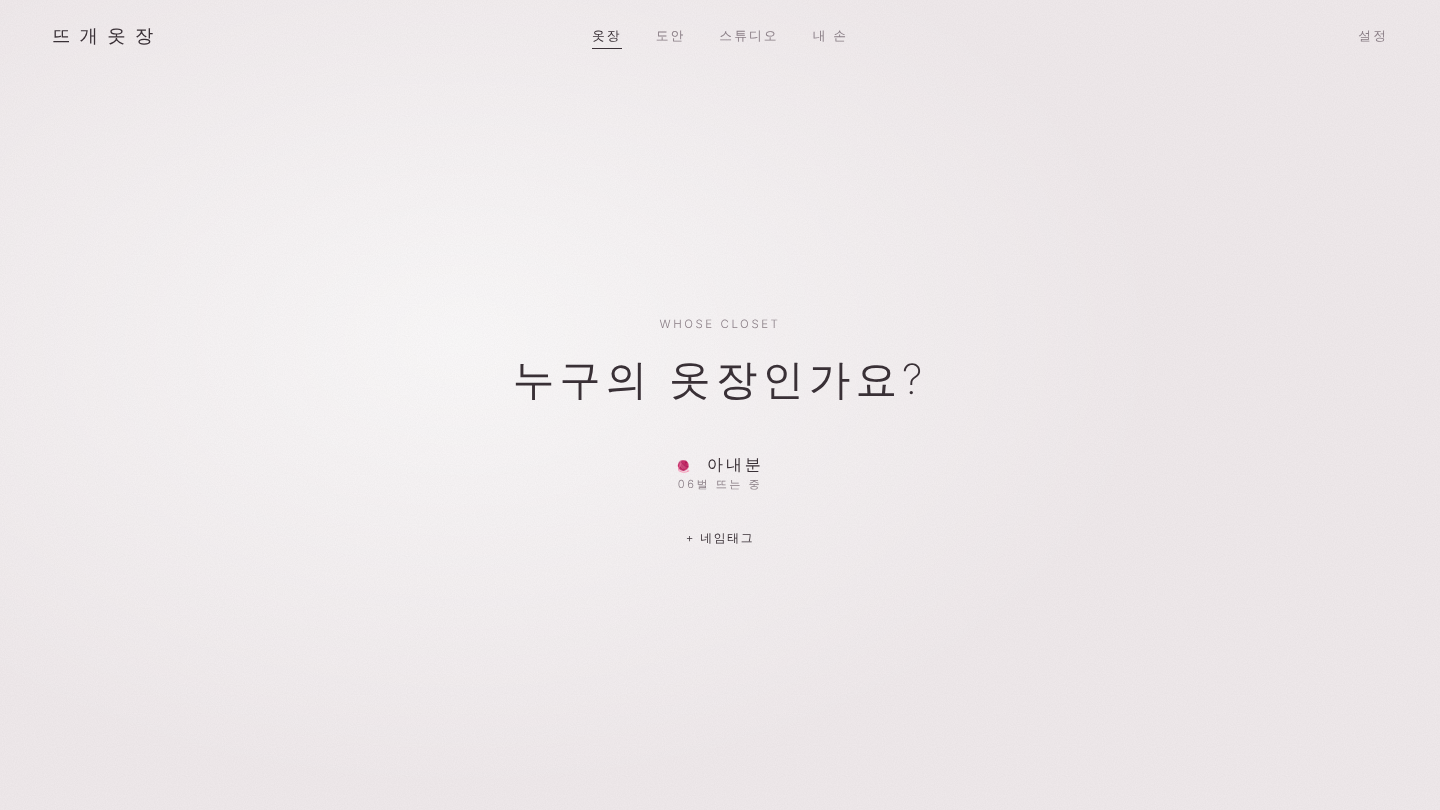 뜨개옷장
옷장 도안 스튜디오 내 손 설정
WHOSE CLOSET
누구의 옷장인가요?
아내분
06벌 뜨는 중
+ 네임태그